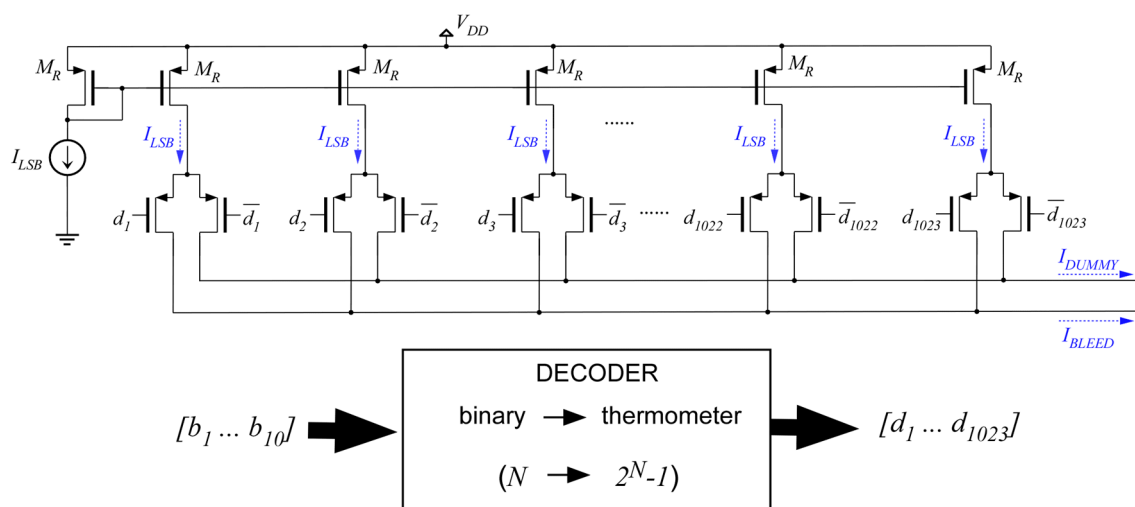 V_DD
M_R M_R M_R M_R M_R M_R
......
I_LSB I_LSB I_LSB I_LSB I_LSB
I_LSB
d_1 d̅_1 d_2 d̅_2 d_3 d̅_3 ...... d_1022 d̅_1022 d_1023 d̅_1023
I_DUMMY
I_BLEED
DECODER
binary thermometer
[b_1 ... b_10] [d_1 ... d_1023]
(N 2^N-1)